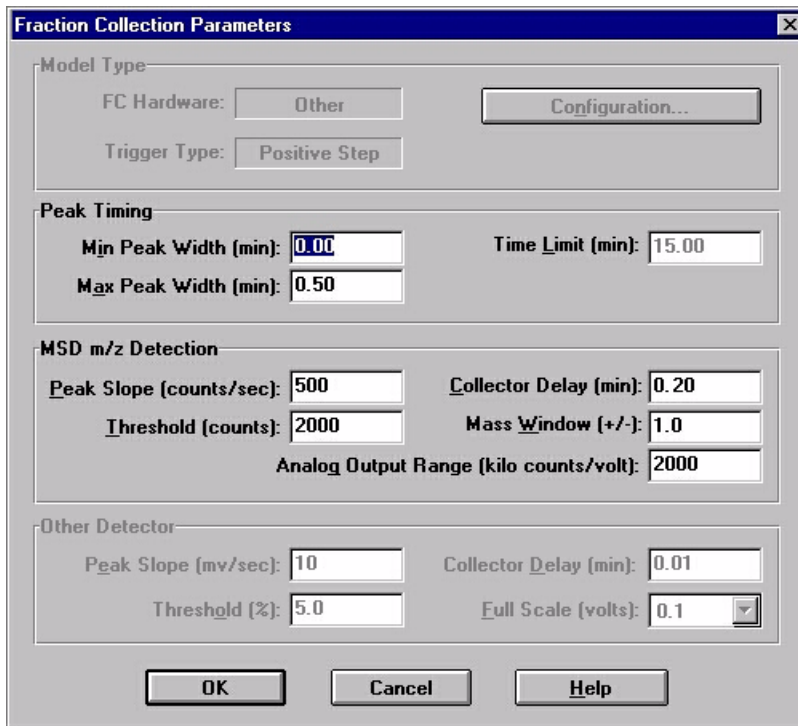 Fraction Collection Parameters
Model Type
FC Hardware: Other
Configuration...
Trigger Type: Positive Step
Peak Timing
Min Peak Width (min): 0.00
Time Limit (min): 15.00
Max Peak Width (min): 0.50
MSD m/z Detection
Peak Slope (counts/sec): 500
Collector Delay (min): 0.20
Threshold (counts): 2000
Mass Window (+/-): 1.0
Analog Output Range (kilo counts/volt): 2000
Other Detector
Peak Slope (mv/sec): 10
Collector Delay (min): 0.01
Threshold (%): 5.0
Full Scale (volts): 0.1
OK
Cancel
Help